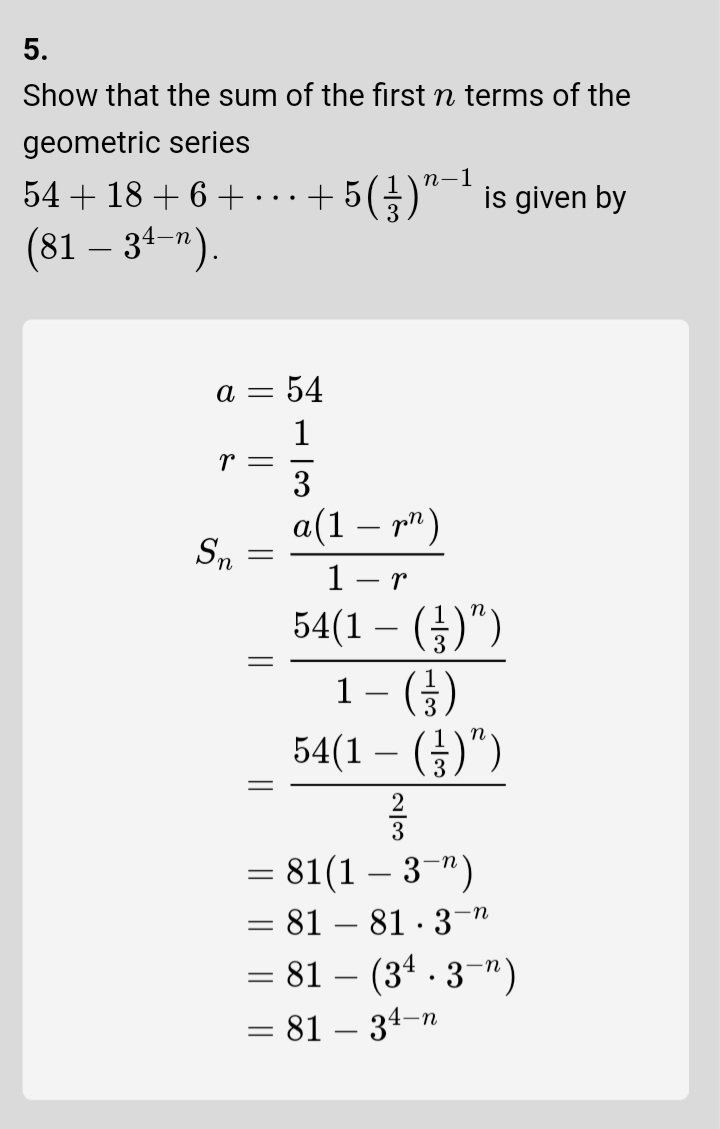 5.
Show that the sum of the first n terms of the
geometric series
54 + 18 + 6 + ··· + 5(1/3)^{n−1} is given by
(81 − 3^{4−n}).
a = 54
r = 1/3
S_n = a(1 − r^n) / 1 − r
= 54(1 − (1/3)^n) / 1 − (1/3)
= 54(1 − (1/3)^n) / 2/3
= 81(1 − 3^{−n})
= 81 − 81 · 3^{−n}
= 81 − (3^4 · 3^{−n})
= 81 − 3^{4−n}